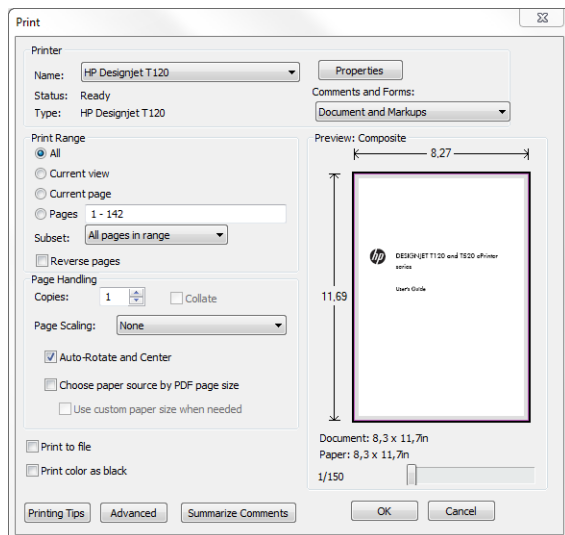 Print
Printer
Name: HP Designjet T120 Properties
Status: Ready Comments and Forms:
Type: HP Designjet T120 Document and Markups
Print Range
All
Current view
Current page
Pages 1 - 142
Subset: All pages in range
Reverse pages
Page Handling
Copies: 1 Collate
Page Scaling: None
Auto-Rotate and Center
Choose paper source by PDF page size
Use custom paper size when needed
Print to file
Print color as black
Preview: Composite
8,27
11,69
hp DESIGNJET T120 and T520 ePrinter
series
User's Guide
Document: 8,3 x 11,7in
Paper: 8,3 x 11,7in
1/150
Printing Tips Advanced Summarize Comments OK Cancel